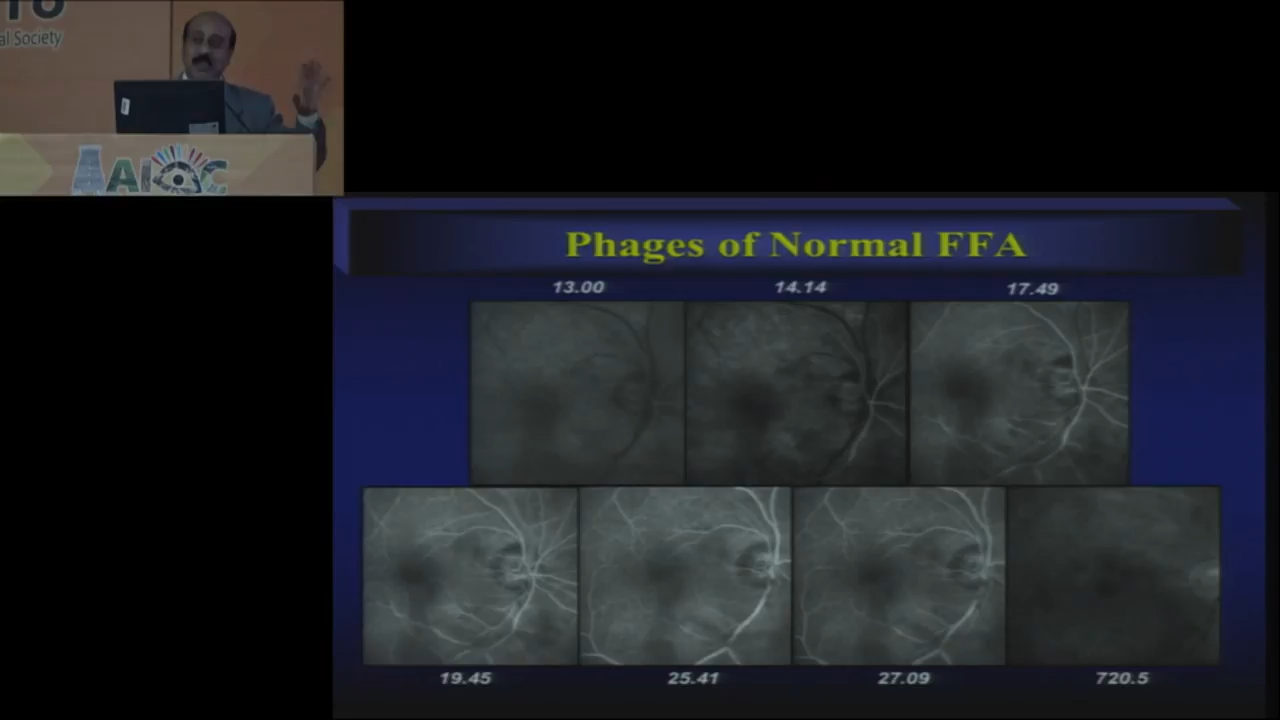 al Society
AIOC
Phages of Normal FFA
13.00 14.14 17.49
19.45 25.41 27.09 720.5